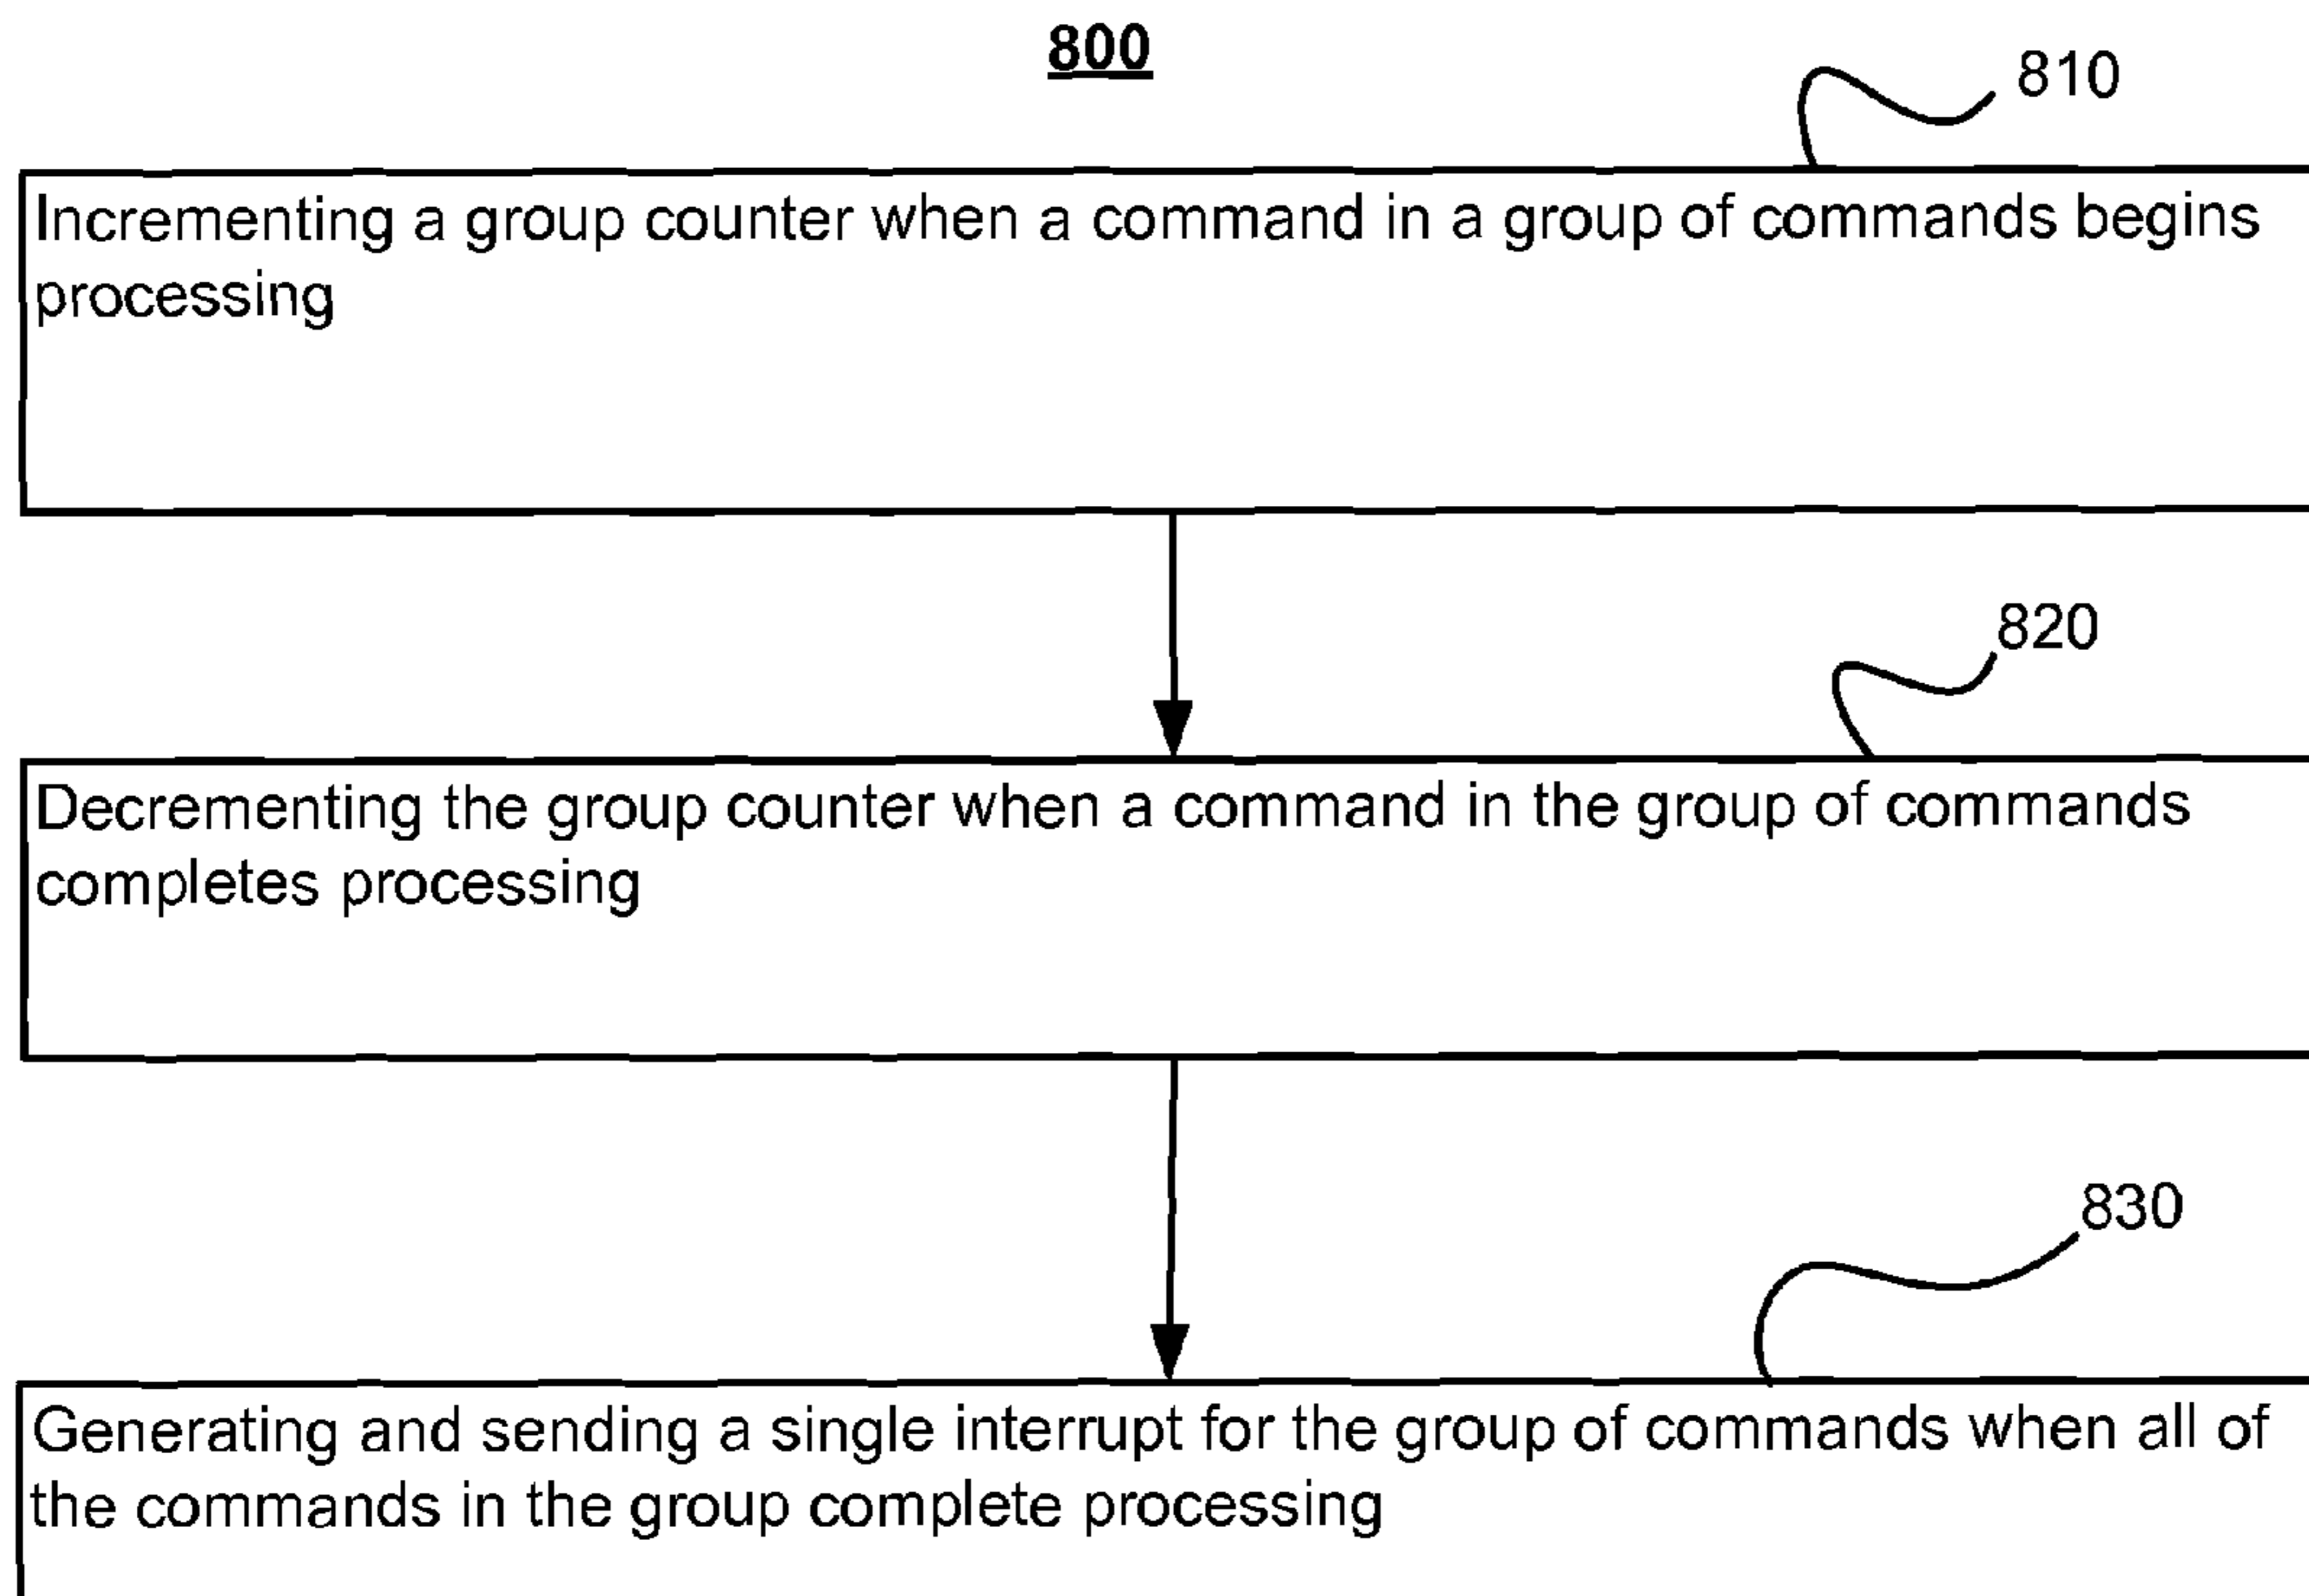 800
810
Incrementing a group counter when a command in a group of commands begins
processing
820
Decrementing the group counter when a command in the group of commands
completes processing
830
Generating and sending a single interrupt for the group of commands when all of
the commands in the group complete processing